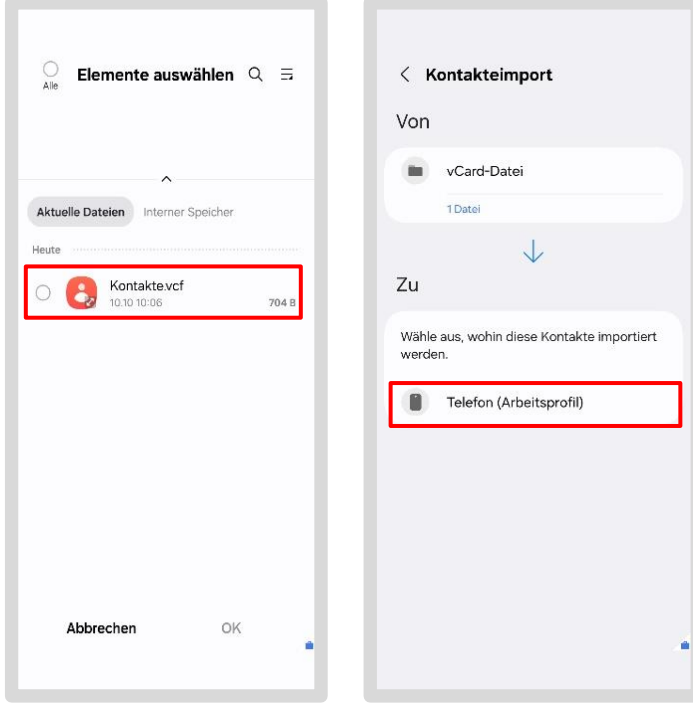 Alle
Elemente auswählen
Aktuelle Dateien
Interner Speicher
Heute
Kontakte.vcf
10.10 10:06
704 B
Abbrechen
OK
Kontakteimport
Von
vCard-Datei
1 Datei
Zu
Wähle aus, wohin diese Kontakte importiert
werden.
Telefon (Arbeitsprofil)